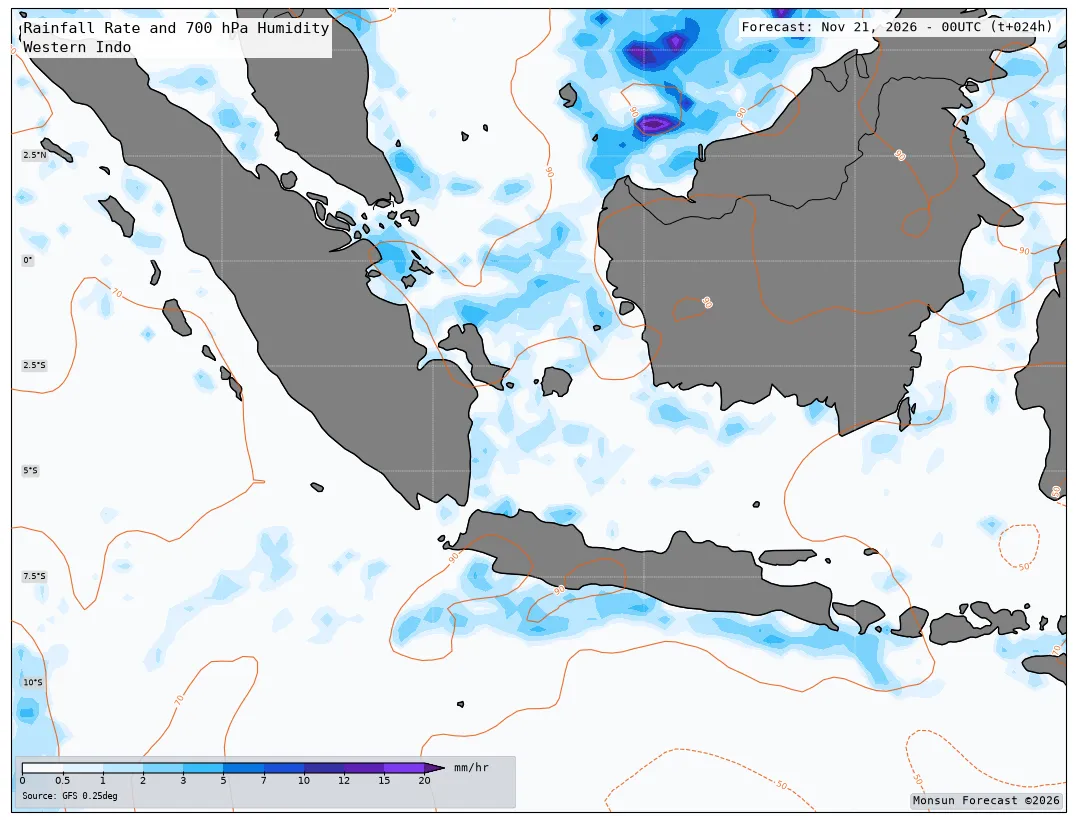 Rainfall Rate and 700 hPa Humidity
Western Indo
Forecast: Nov 21, 2026 - 00UTC (t+024h)
90
90
90
2.5°N
90
0°
90
70
90
2.5°S
5°S
50
50
90
7.5°S
90
70
10°S
70
50
50
mm/hr
0 0.5 1 2 3 5 7 10 12 15 20
Source: GFS 0.25deg
Monsun Forecast ©2026